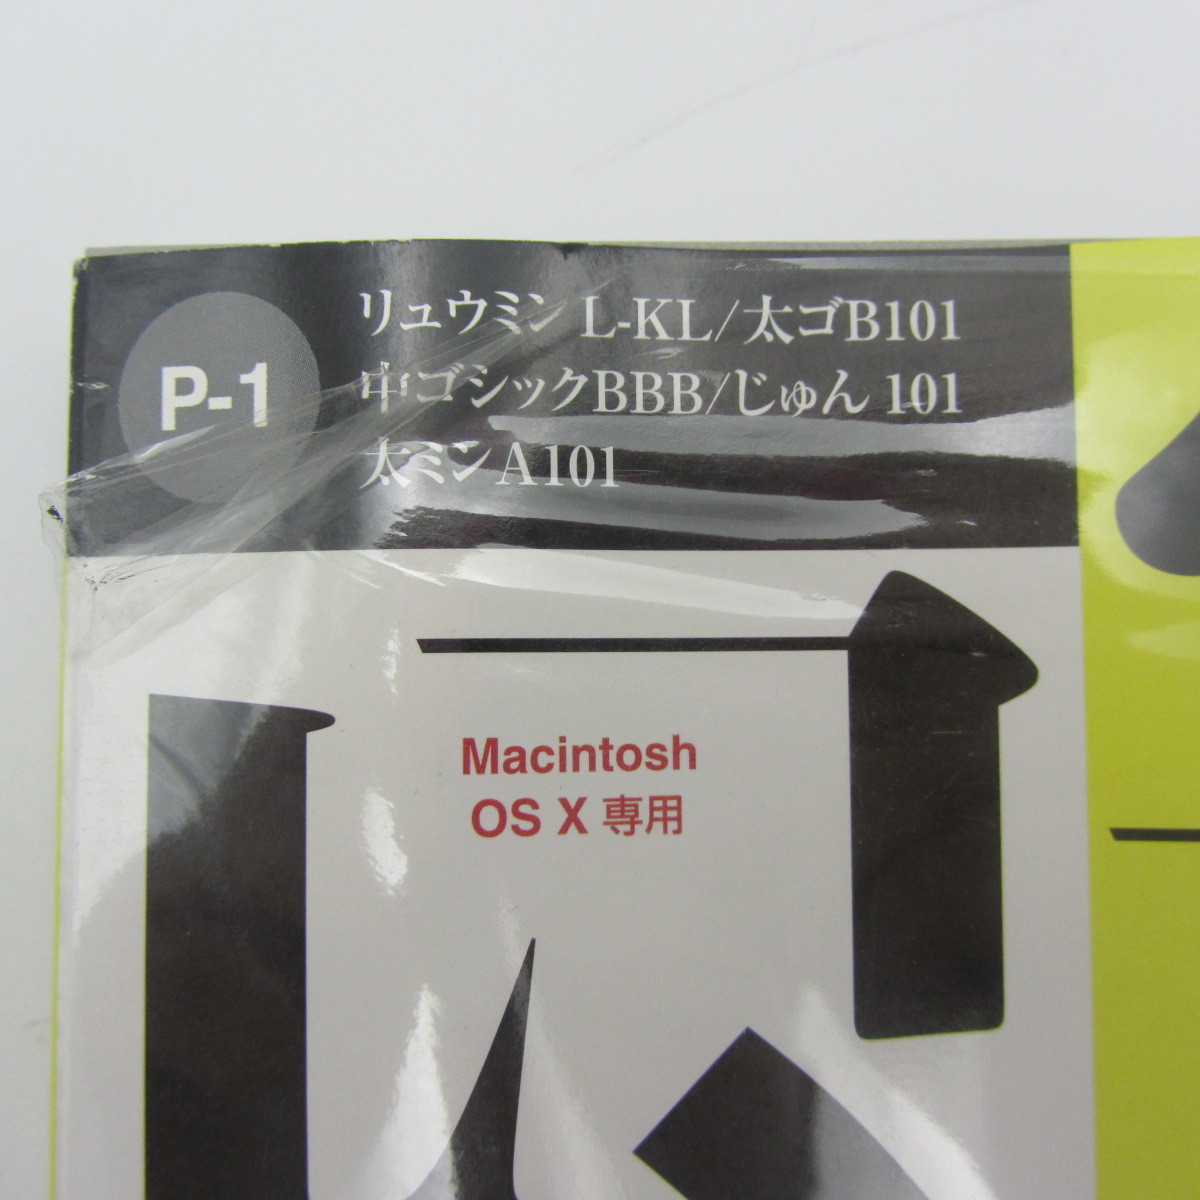 P-1
リュウミン L-KL/太ゴB101
中ゴシックBBB/じゅん 101
太ミンA101
Macintosh
OS X 専用